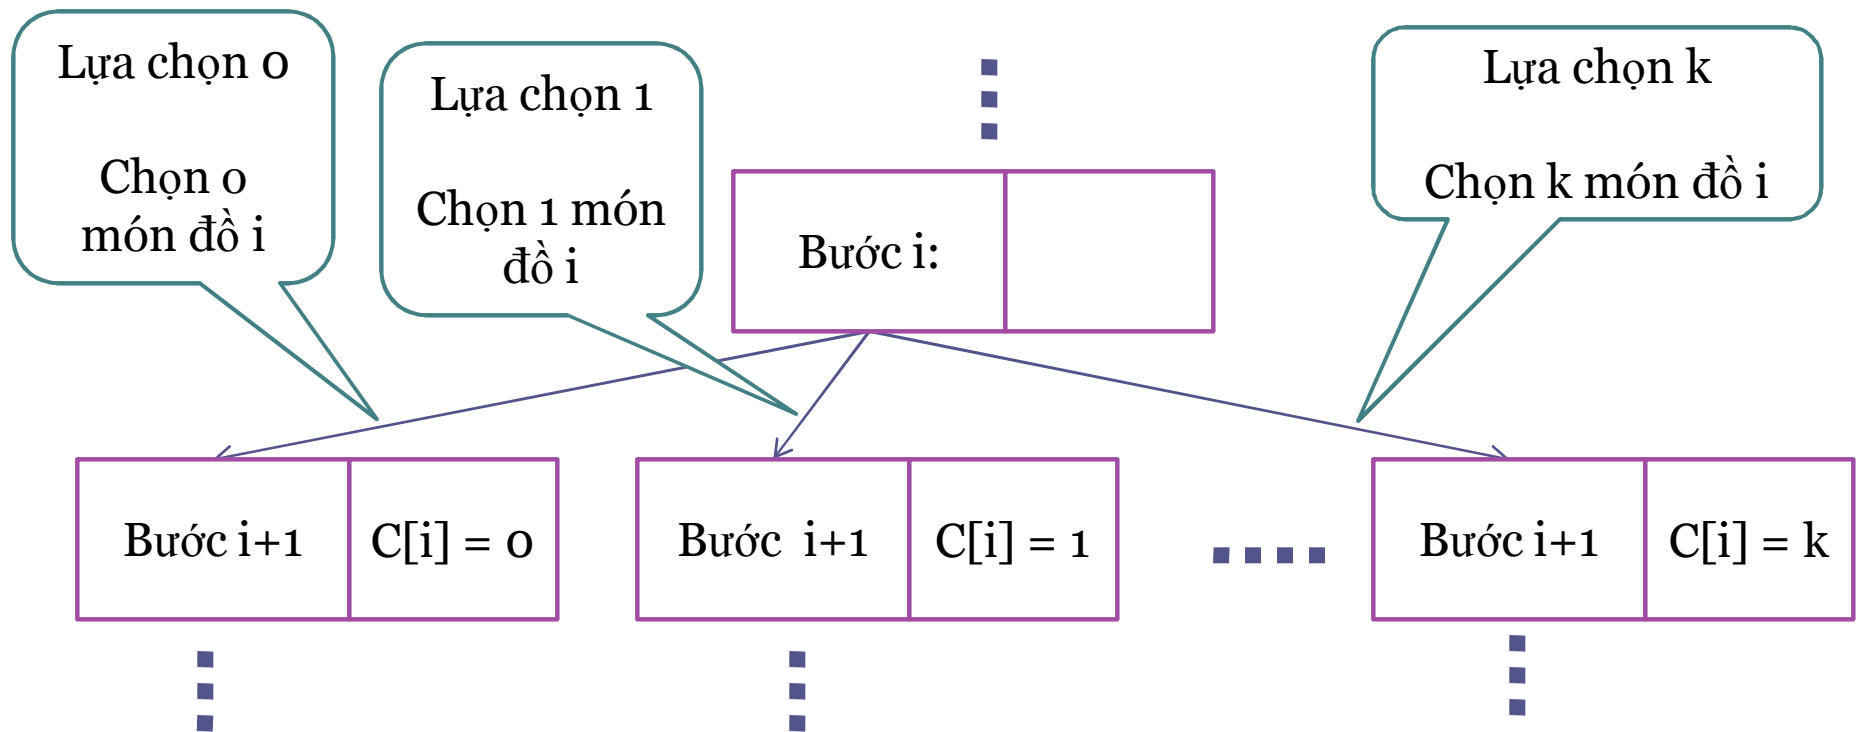 Lựa chọn 0
Chọn 0
món đồ i
Lựa chọn 1
Chọn 1 món
đồ i
Lựa chọn k
Chọn k món đồ i
Bước i:
Bước i+1
C[i] = 0
Bước i+1
C[i] = 1
Bước i+1
C[i] = k